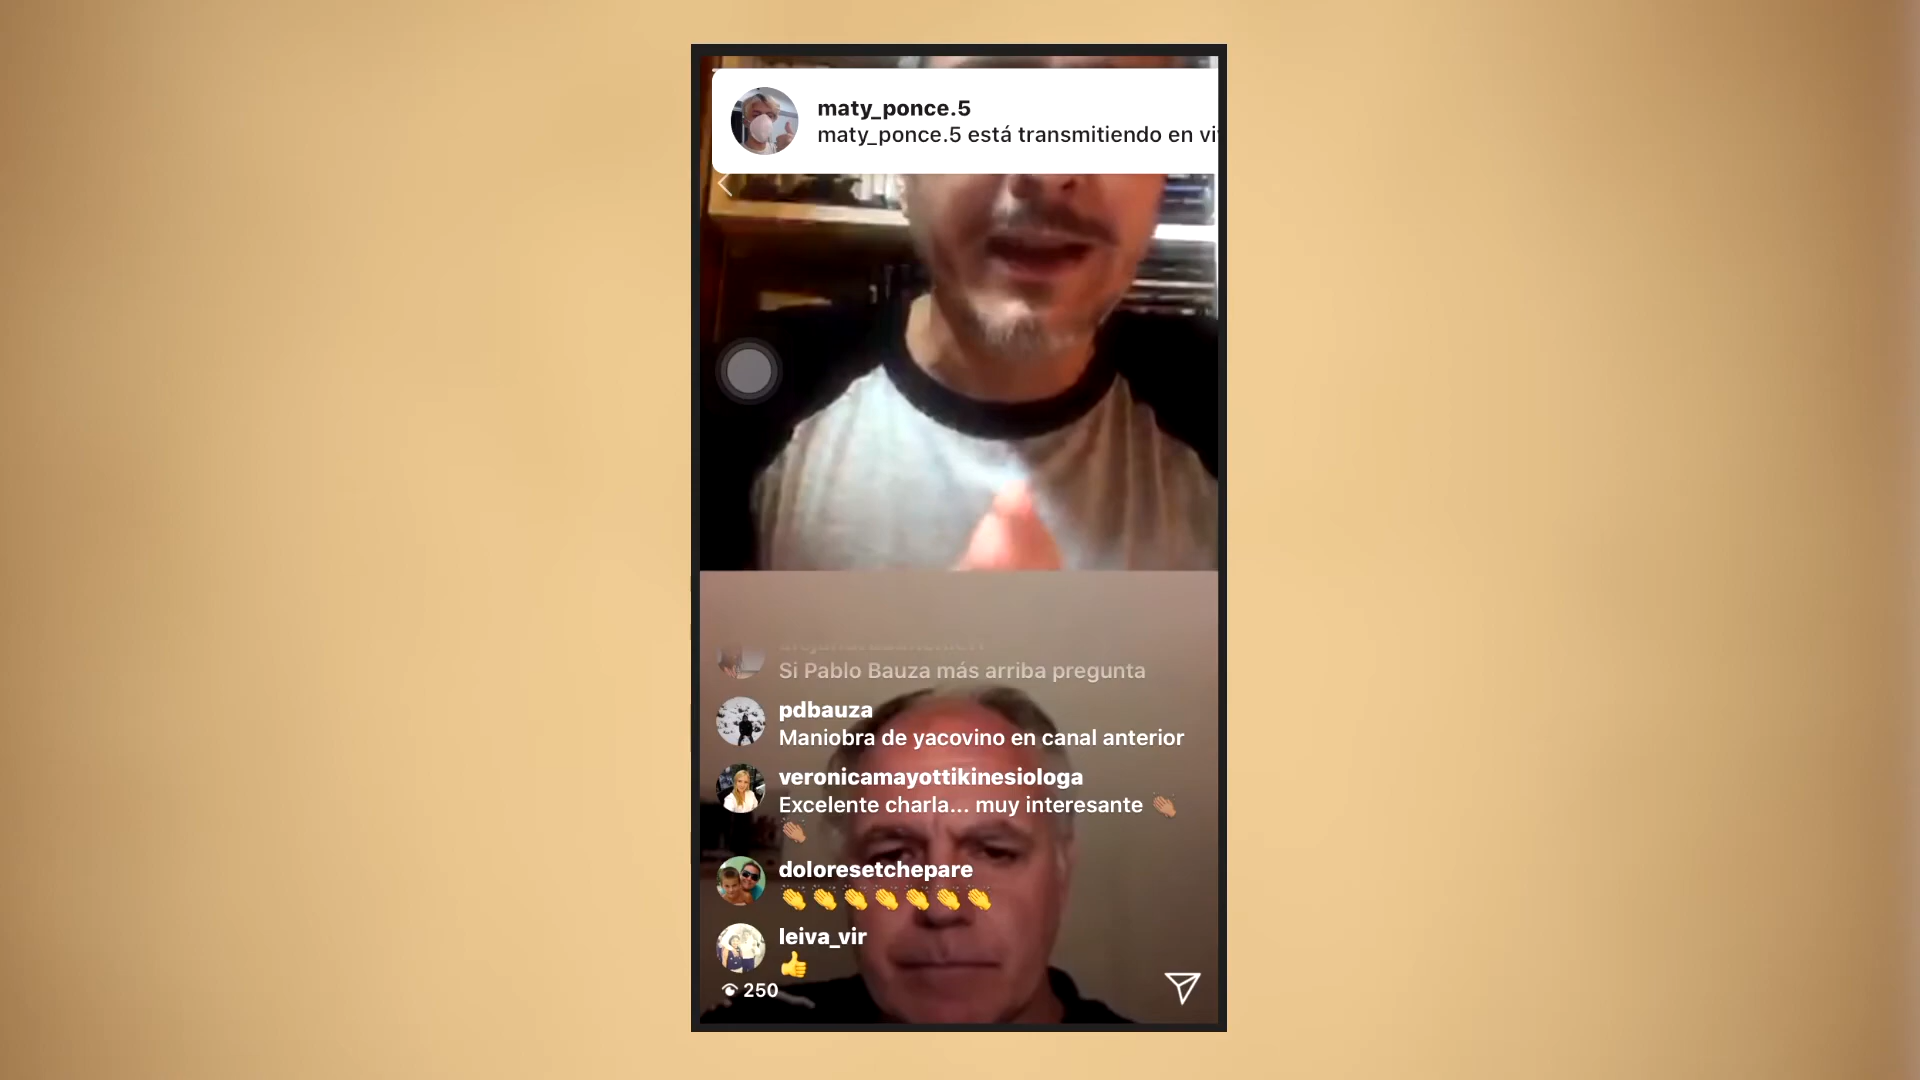 maty_ponce.5
maty_ponce.5 está transmitiendo en
Si Pablo Bauza más arriba pregunta
pdbauza
Maniobra de yacovino en canal anterior
veronicamayottikinesiologa
Excelente charla... muy interesante 👏🏽
👏🏽
doloresetchepare
👏👏👏👏👏👏👏
leiva_vir
👍
250